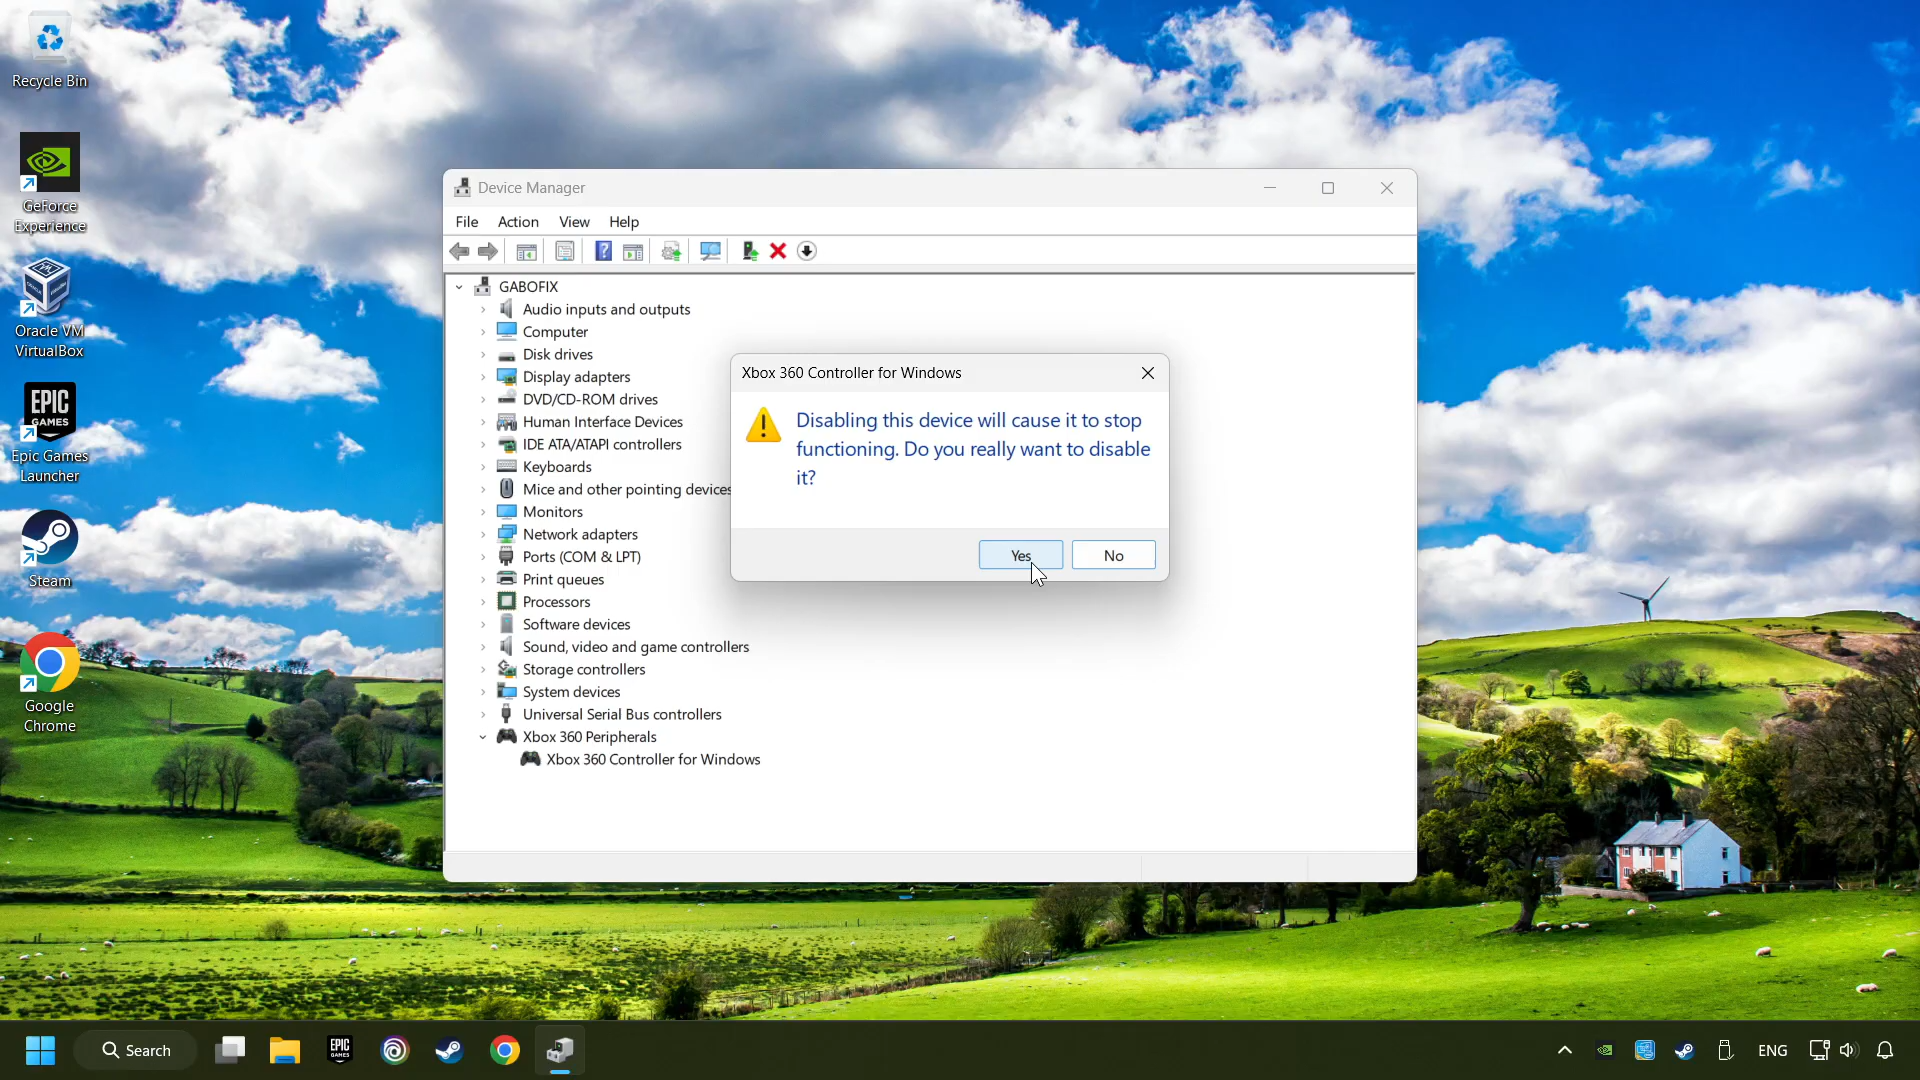 Recycle Bin
GeForce
Experience
Oracle VM
VirtualBox
EPIC
GAMES
Epic Games
Launcher
Steam
Google
Chrome
Device Manager
File Action View Help
GABOFIX
Audio inputs and outputs
Computer
Disk drives
Display adapters
DVD/CD-ROM drives
Human Interface Devices
IDE ATA/ATAPI controllers
Keyboards
Mice and other pointing devices
Monitors
Network adapters
Ports (COM & LPT)
Print queues
Processors
Software devices
Sound, video and game controllers
Storage controllers
System devices
Universal Serial Bus controllers
Xbox 360 Peripherals
Xbox 360 Controller for Windows
Xbox 360 Controller for Windows
Disabling this device will cause it to stop
functioning. Do you really want to disable
it?
Yes No
Search
EPIC
GAMES
ENG